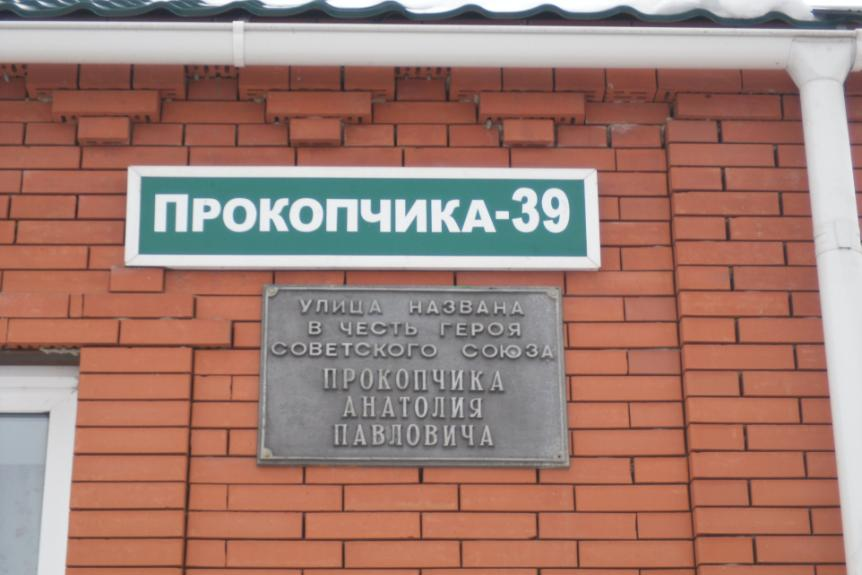 ПРОКОПЧИКА-39
УЛИЦА НАЗВАНА
В ЧЕСТЬ ГЕРОЯ
СОВЕТСКОГО СОЮЗА
ПРОКОПЧИКА
АНАТОЛИЯ
ПАВЛОВИЧА